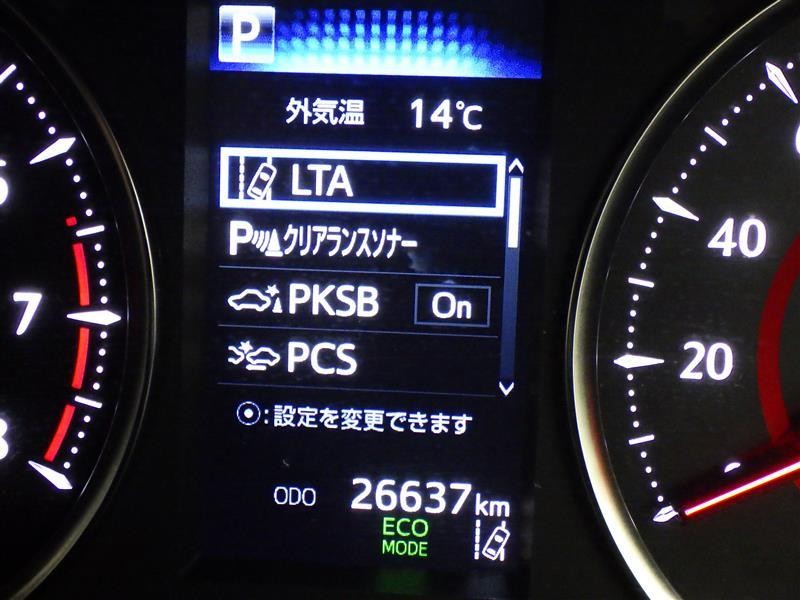 P
外気温 14℃
LTA
P クリアランスソナー
PKSB On
PCS
:設定を変更できます
ODO 26637km
ECO
MODE
7
8
40
20